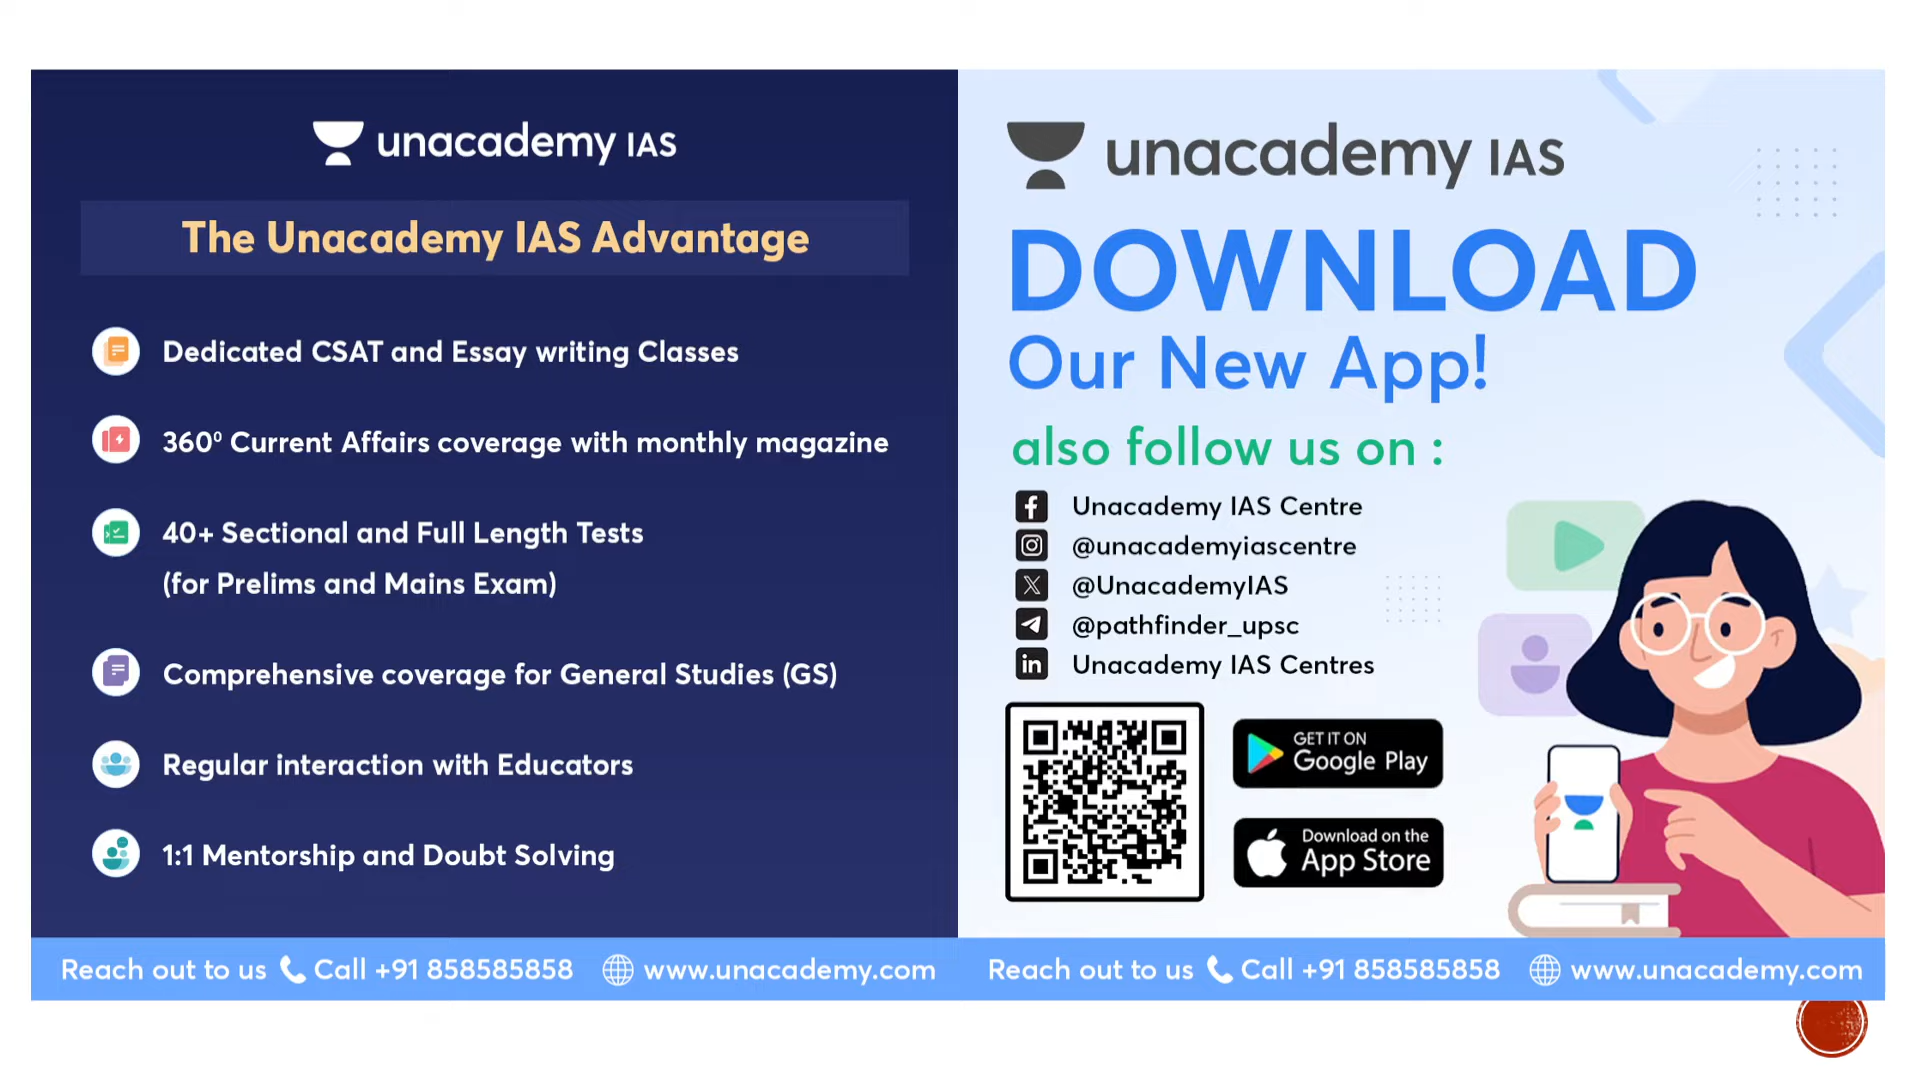 unacademy IAS
The Unacademy IAS Advantage
Dedicated CSAT and Essay writing Classes
360⁰ Current Affairs coverage with monthly magazine
40+ Sectional and Full Length Tests
(for Prelims and Mains Exam)
Comprehensive coverage for General Studies (GS)
Regular interaction with Educators
1:1 Mentorship and Doubt Solving
Reach out to us Call +91 858585858 www.unacademy.com
unacademy IAS
DOWNLOAD
Our New App!
also follow us on :
Unacademy IAS Centre
@unacademyiascentre
@UnacademyIAS
@pathfinder_upsc
Unacademy IAS Centres
GET IT ON
Google Play
Download on the
App Store
Reach out to us Call +91 858585858 www.unacademy.com